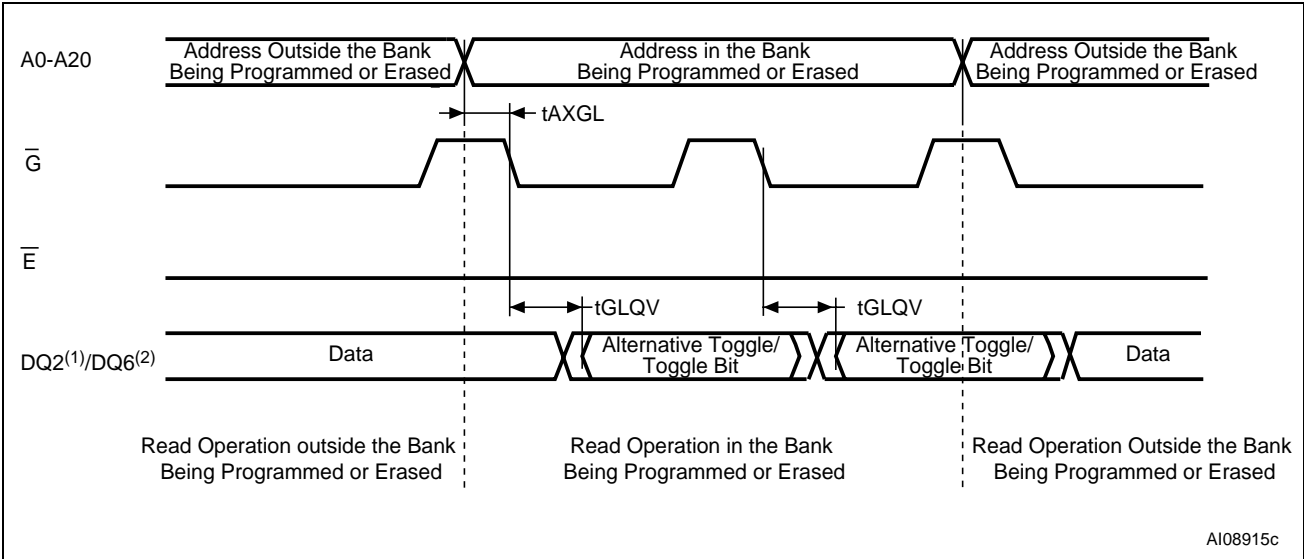 A0-A20
Address Outside the Bank
Being Programmed or Erased
Address in the Bank
Being Programmed or Erased
Address Outside the Bank
Being Programmed or Erased
tAXGL
G̅
E̅
tGLQV
tGLQV
DQ2(1)/DQ6(2)
Data
Alternative Toggle/
Toggle Bit
Alternative Toggle/
Toggle Bit
Data
Read Operation outside the Bank
Being Programmed or Erased
Read Operation in the Bank
Being Programmed or Erased
Read Operation Outside the Bank
Being Programmed or Erased
AI08915c